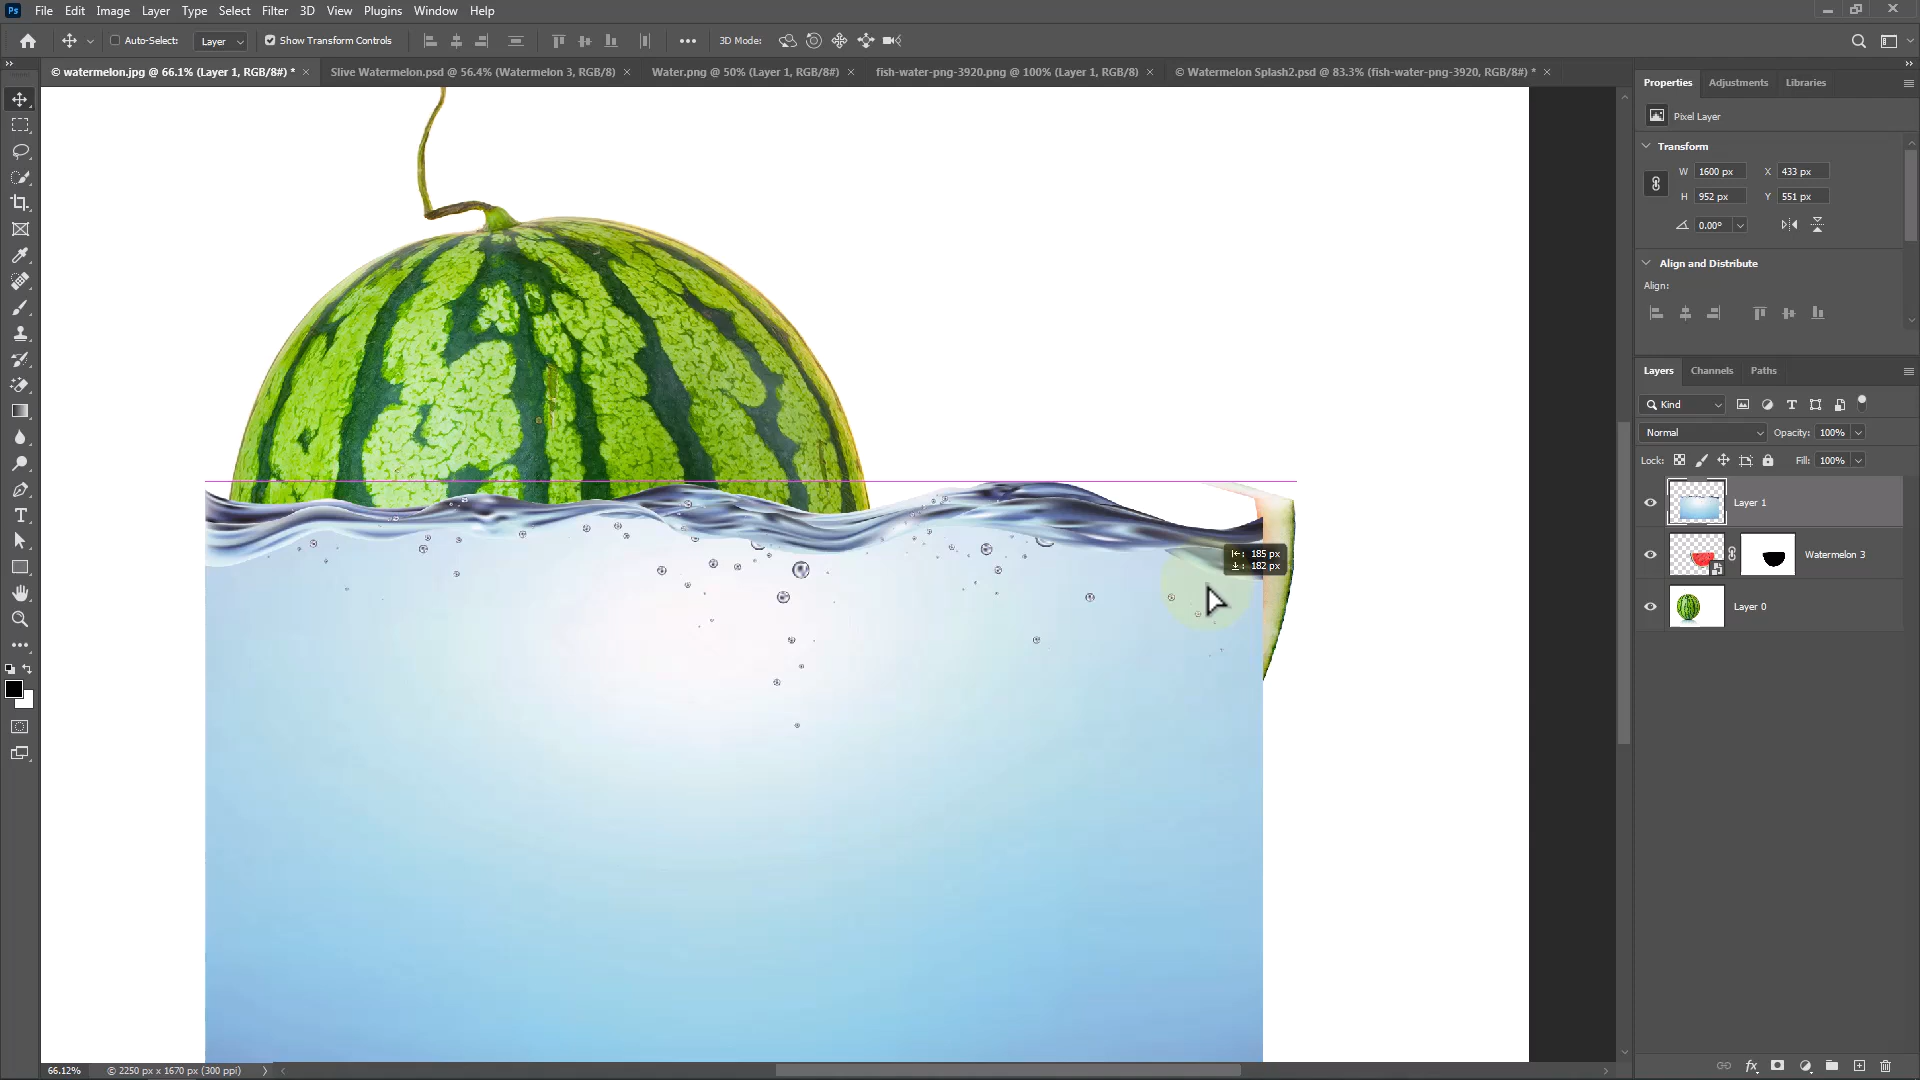 Ps File Edit Image Layer Type Select Filter 3D View Plugins Window Help
Auto-Select: Layer Show Transform Controls 3D Mode:
© watermelon.jpg @ 66.1% (Layer 1, RGB/8#) * × Slive Watermelon.psd @ 56.4% (Watermelon 3, RGB/8) × Water.png @ 50% (Layer 1, RGB/8#) × fish-water-png-3920.png @ 100% (Layer 1, RGB/8) × © Watermelon Splash2.psd @ 83.3% (fish-water-png-3920, RGB/8#) * ×
Properties Adjustments Libraries
Pixel Layer
Transform
W 1600 px X 433 px
H 952 px Y 551 px
0.00°
Align and Distribute
Align:
Layers Channels Paths
Kind
Normal Opacity: 100%
Lock: Fill: 100%
Layer 1
Watermelon 3
Layer 0
185 px
182 px
66.12% © 2250 px x 1670 px (300 ppi)